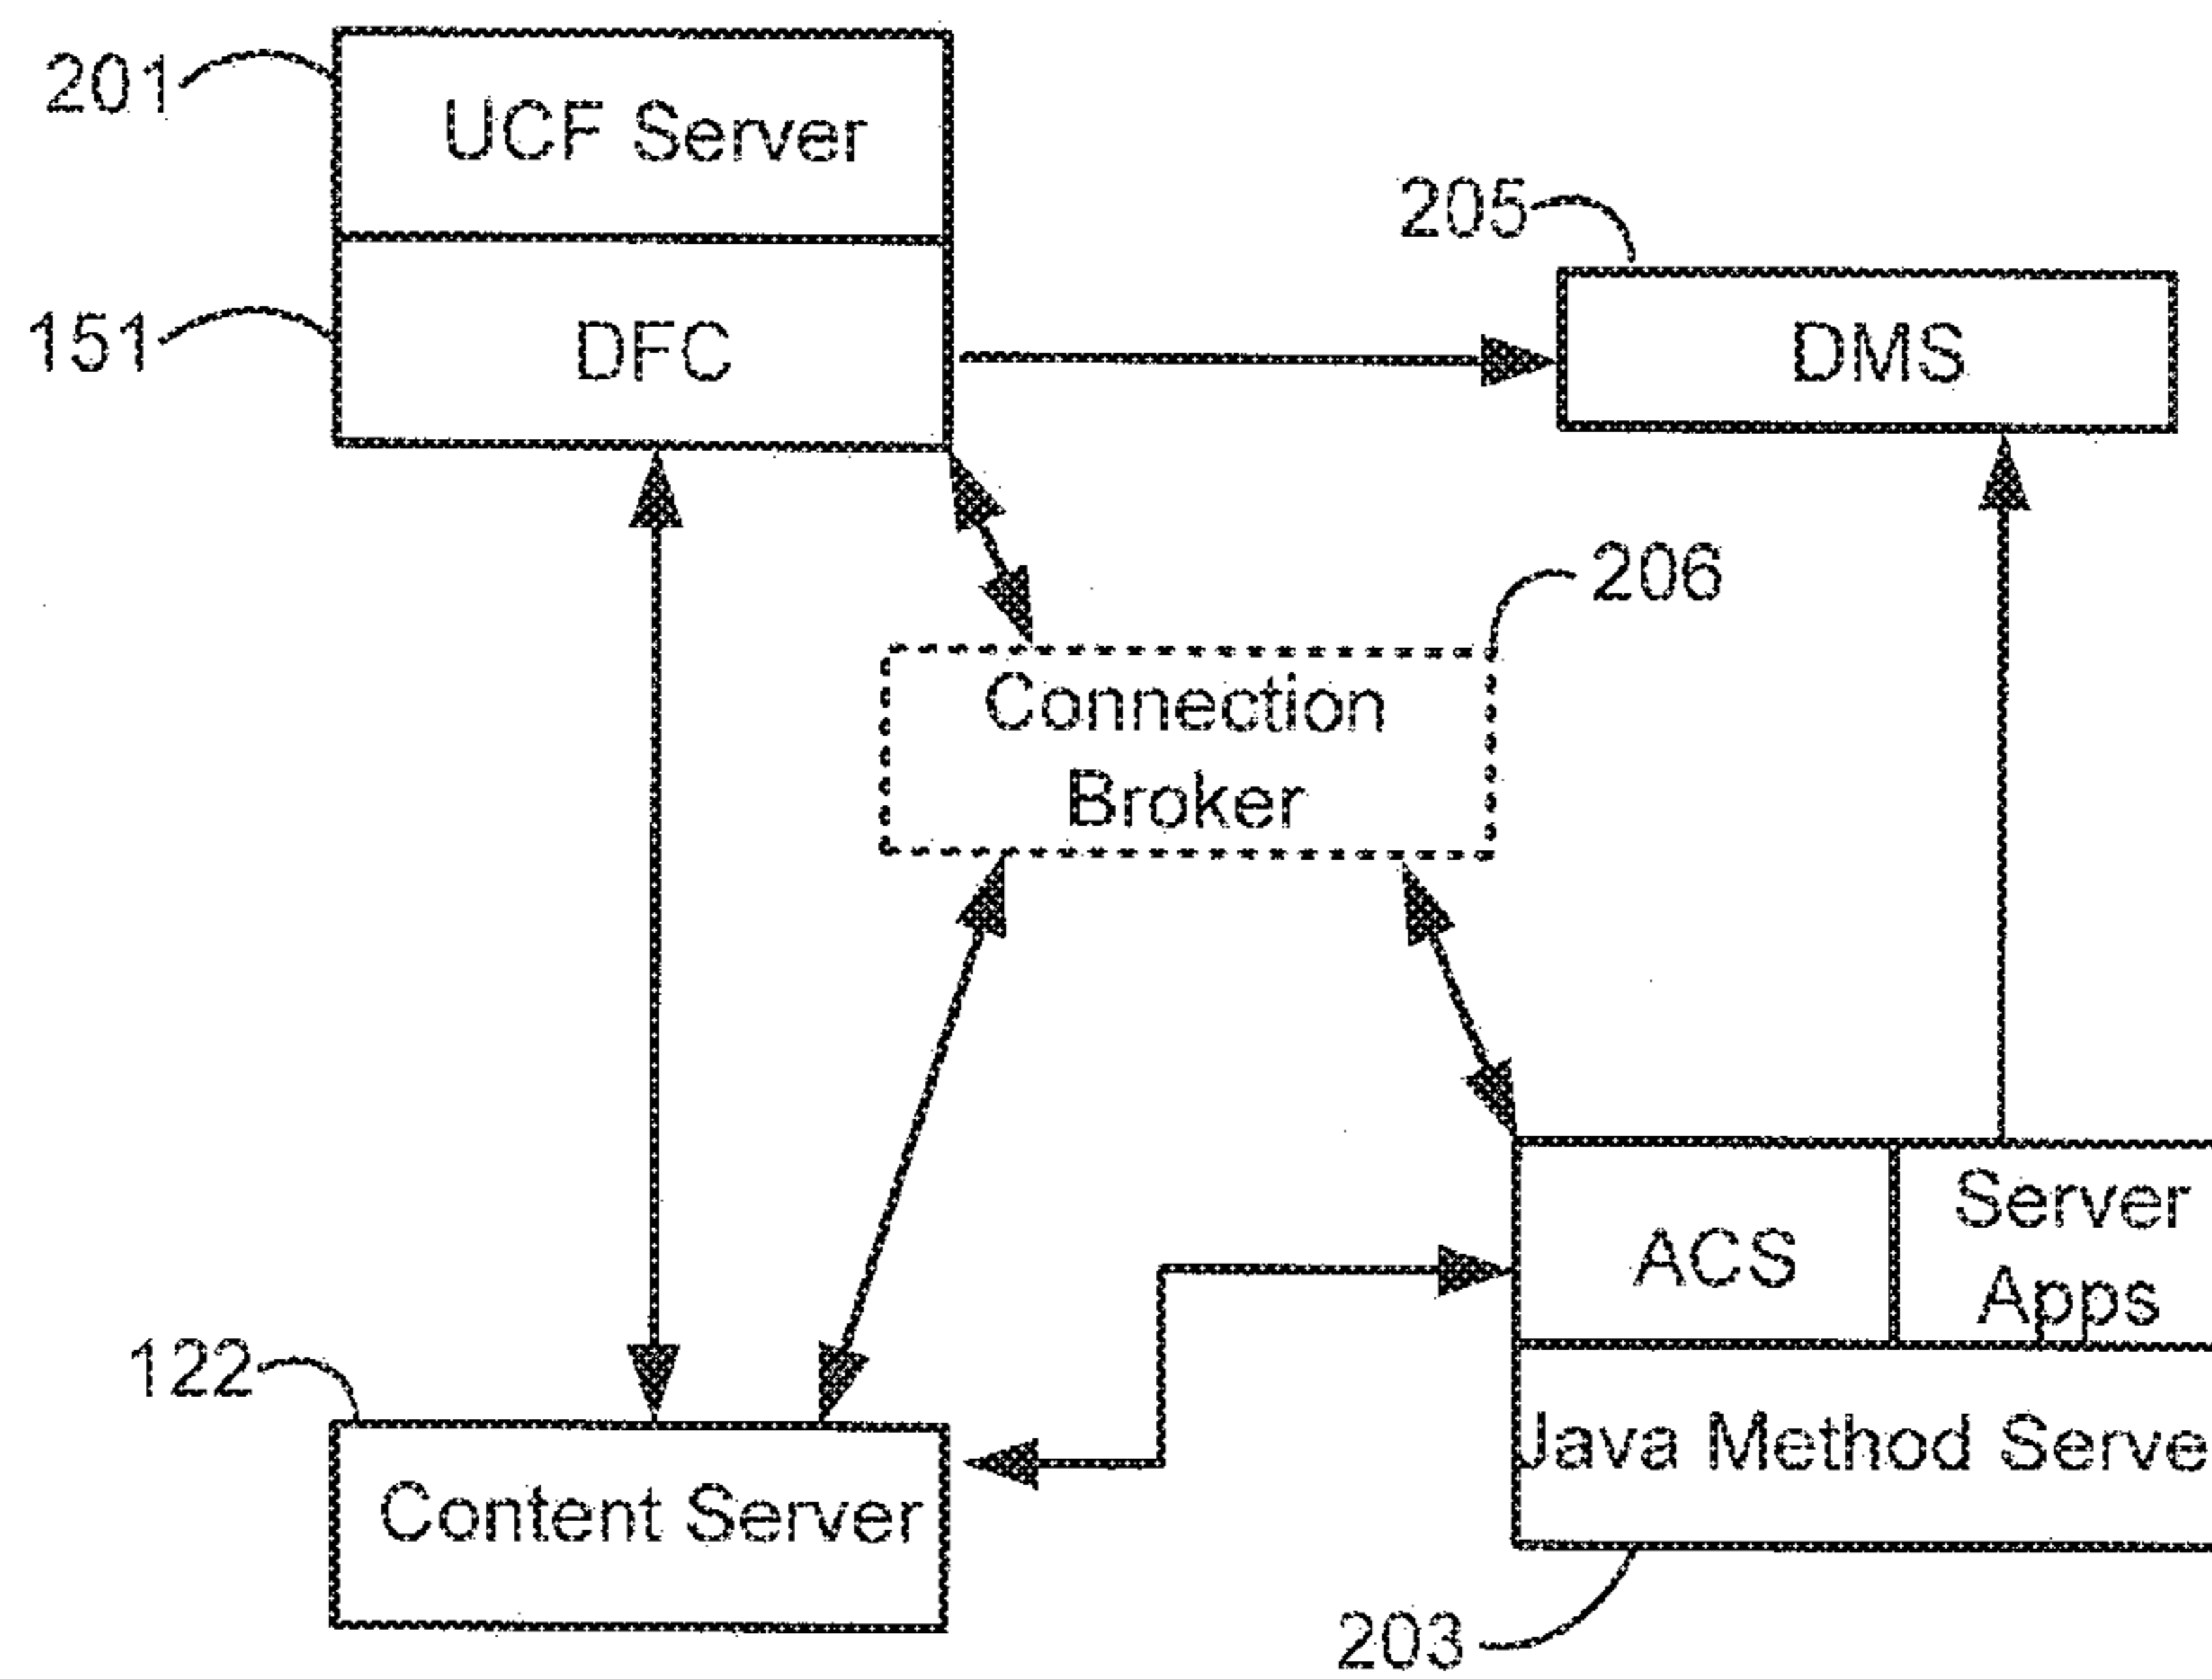 201
UCF Server
151
DFC
205
DMS
206
Connection
Broker
ACS
Server
Apps
122
Content Server
Java Method Serve
203